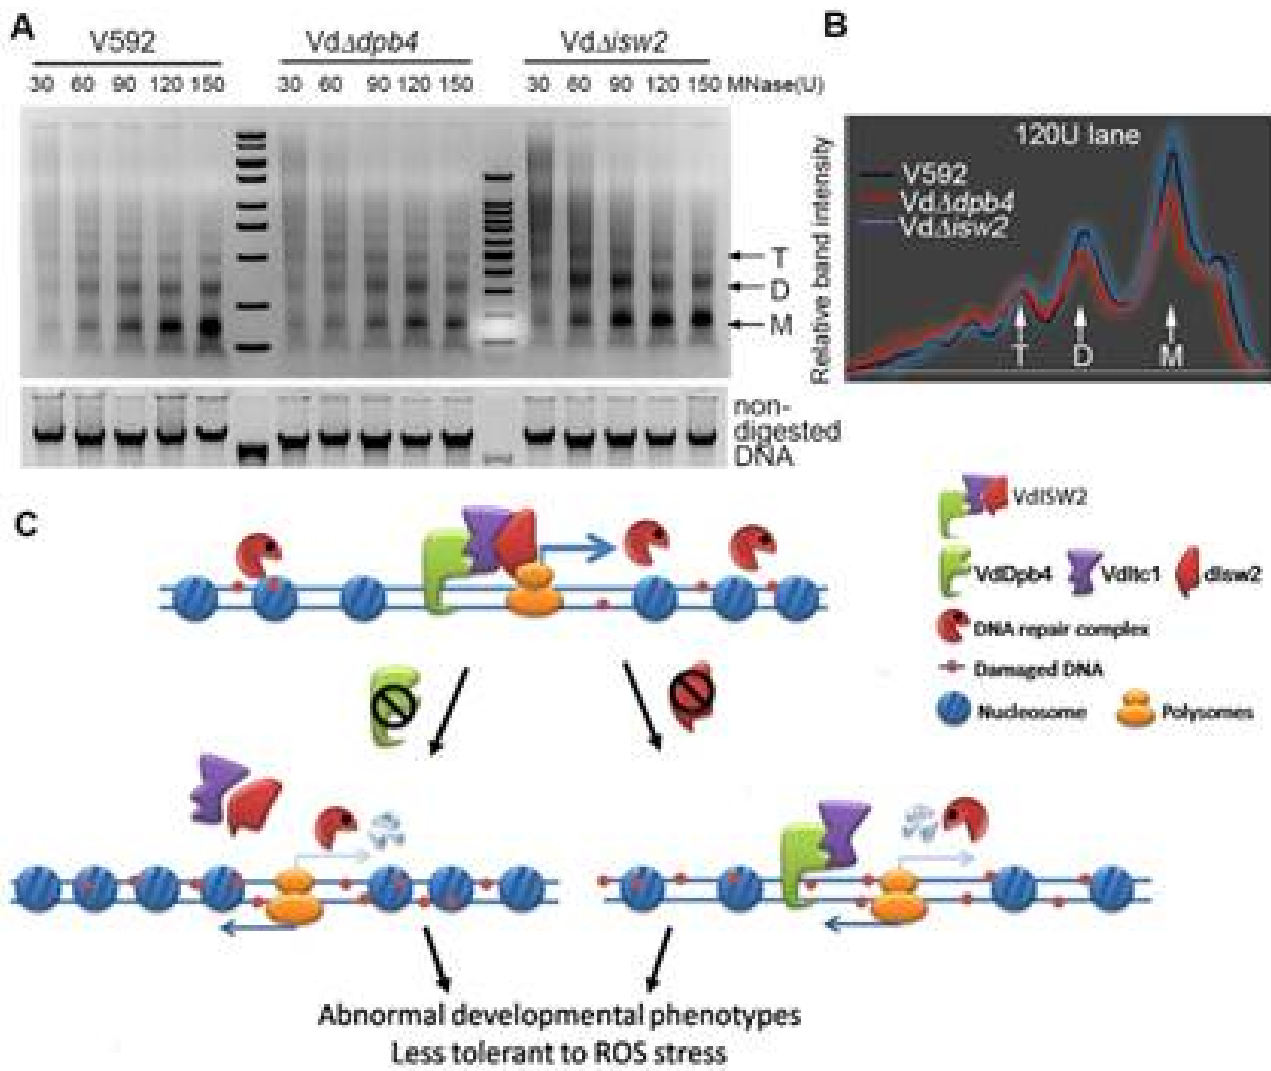 A
V592
VdΔdpb4
VdΔisw2
30 60 90 120 150
30 60 90 120 150
30 60 90 120 150 MNase(U)
T
D
M
non-
digested
DNA
B
Relative band intensity
120U lane
V592
VdΔdpb4
VdΔisw2
T D M
C
VdISW2
VdDpb4 VdItc1 dIsw2
DNA repair complex
Damaged DNA
Nucleosome Polysomes
Abnormal developmental phenotypes
Less tolerant to ROS stress